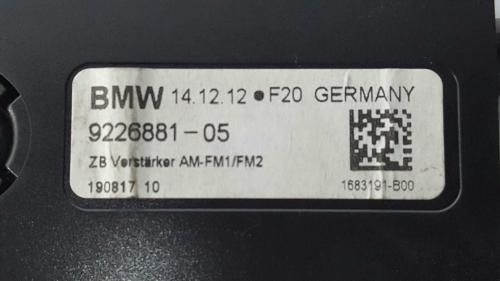 BMW 14.12.12 ● F20 GERMANY
9226881-05
ZB Verstärker AM-FM1/FM2
190817 10
1683191-B00